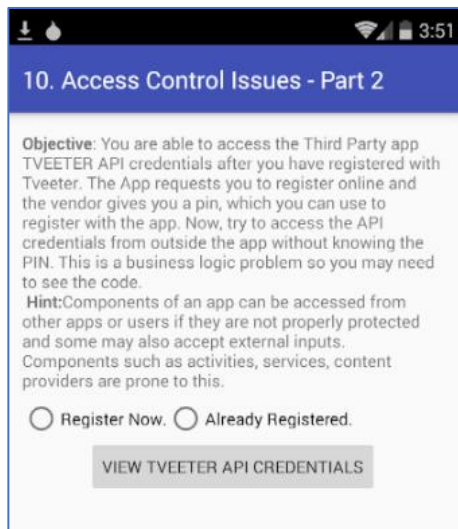 3:51
10. Access Control Issues - Part 2
Objective: You are able to access the Third Party app
TVEETER API credentials after you have registered with
Tveeter. The App requests you to register online and
the vendor gives you a pin, which you can use to
register with the app. Now, try to access the API
credentials from outside the app without knowing the
PIN. This is a business logic problem so you may need
to see the code.
Hint:Components of an app can be accessed from
other apps or users if they are not properly protected
and some may also accept external inputs.
Components such as activities, services, content
providers are prone to this.
Register Now. Already Registered.
VIEW TVEETER API CREDENTIALS